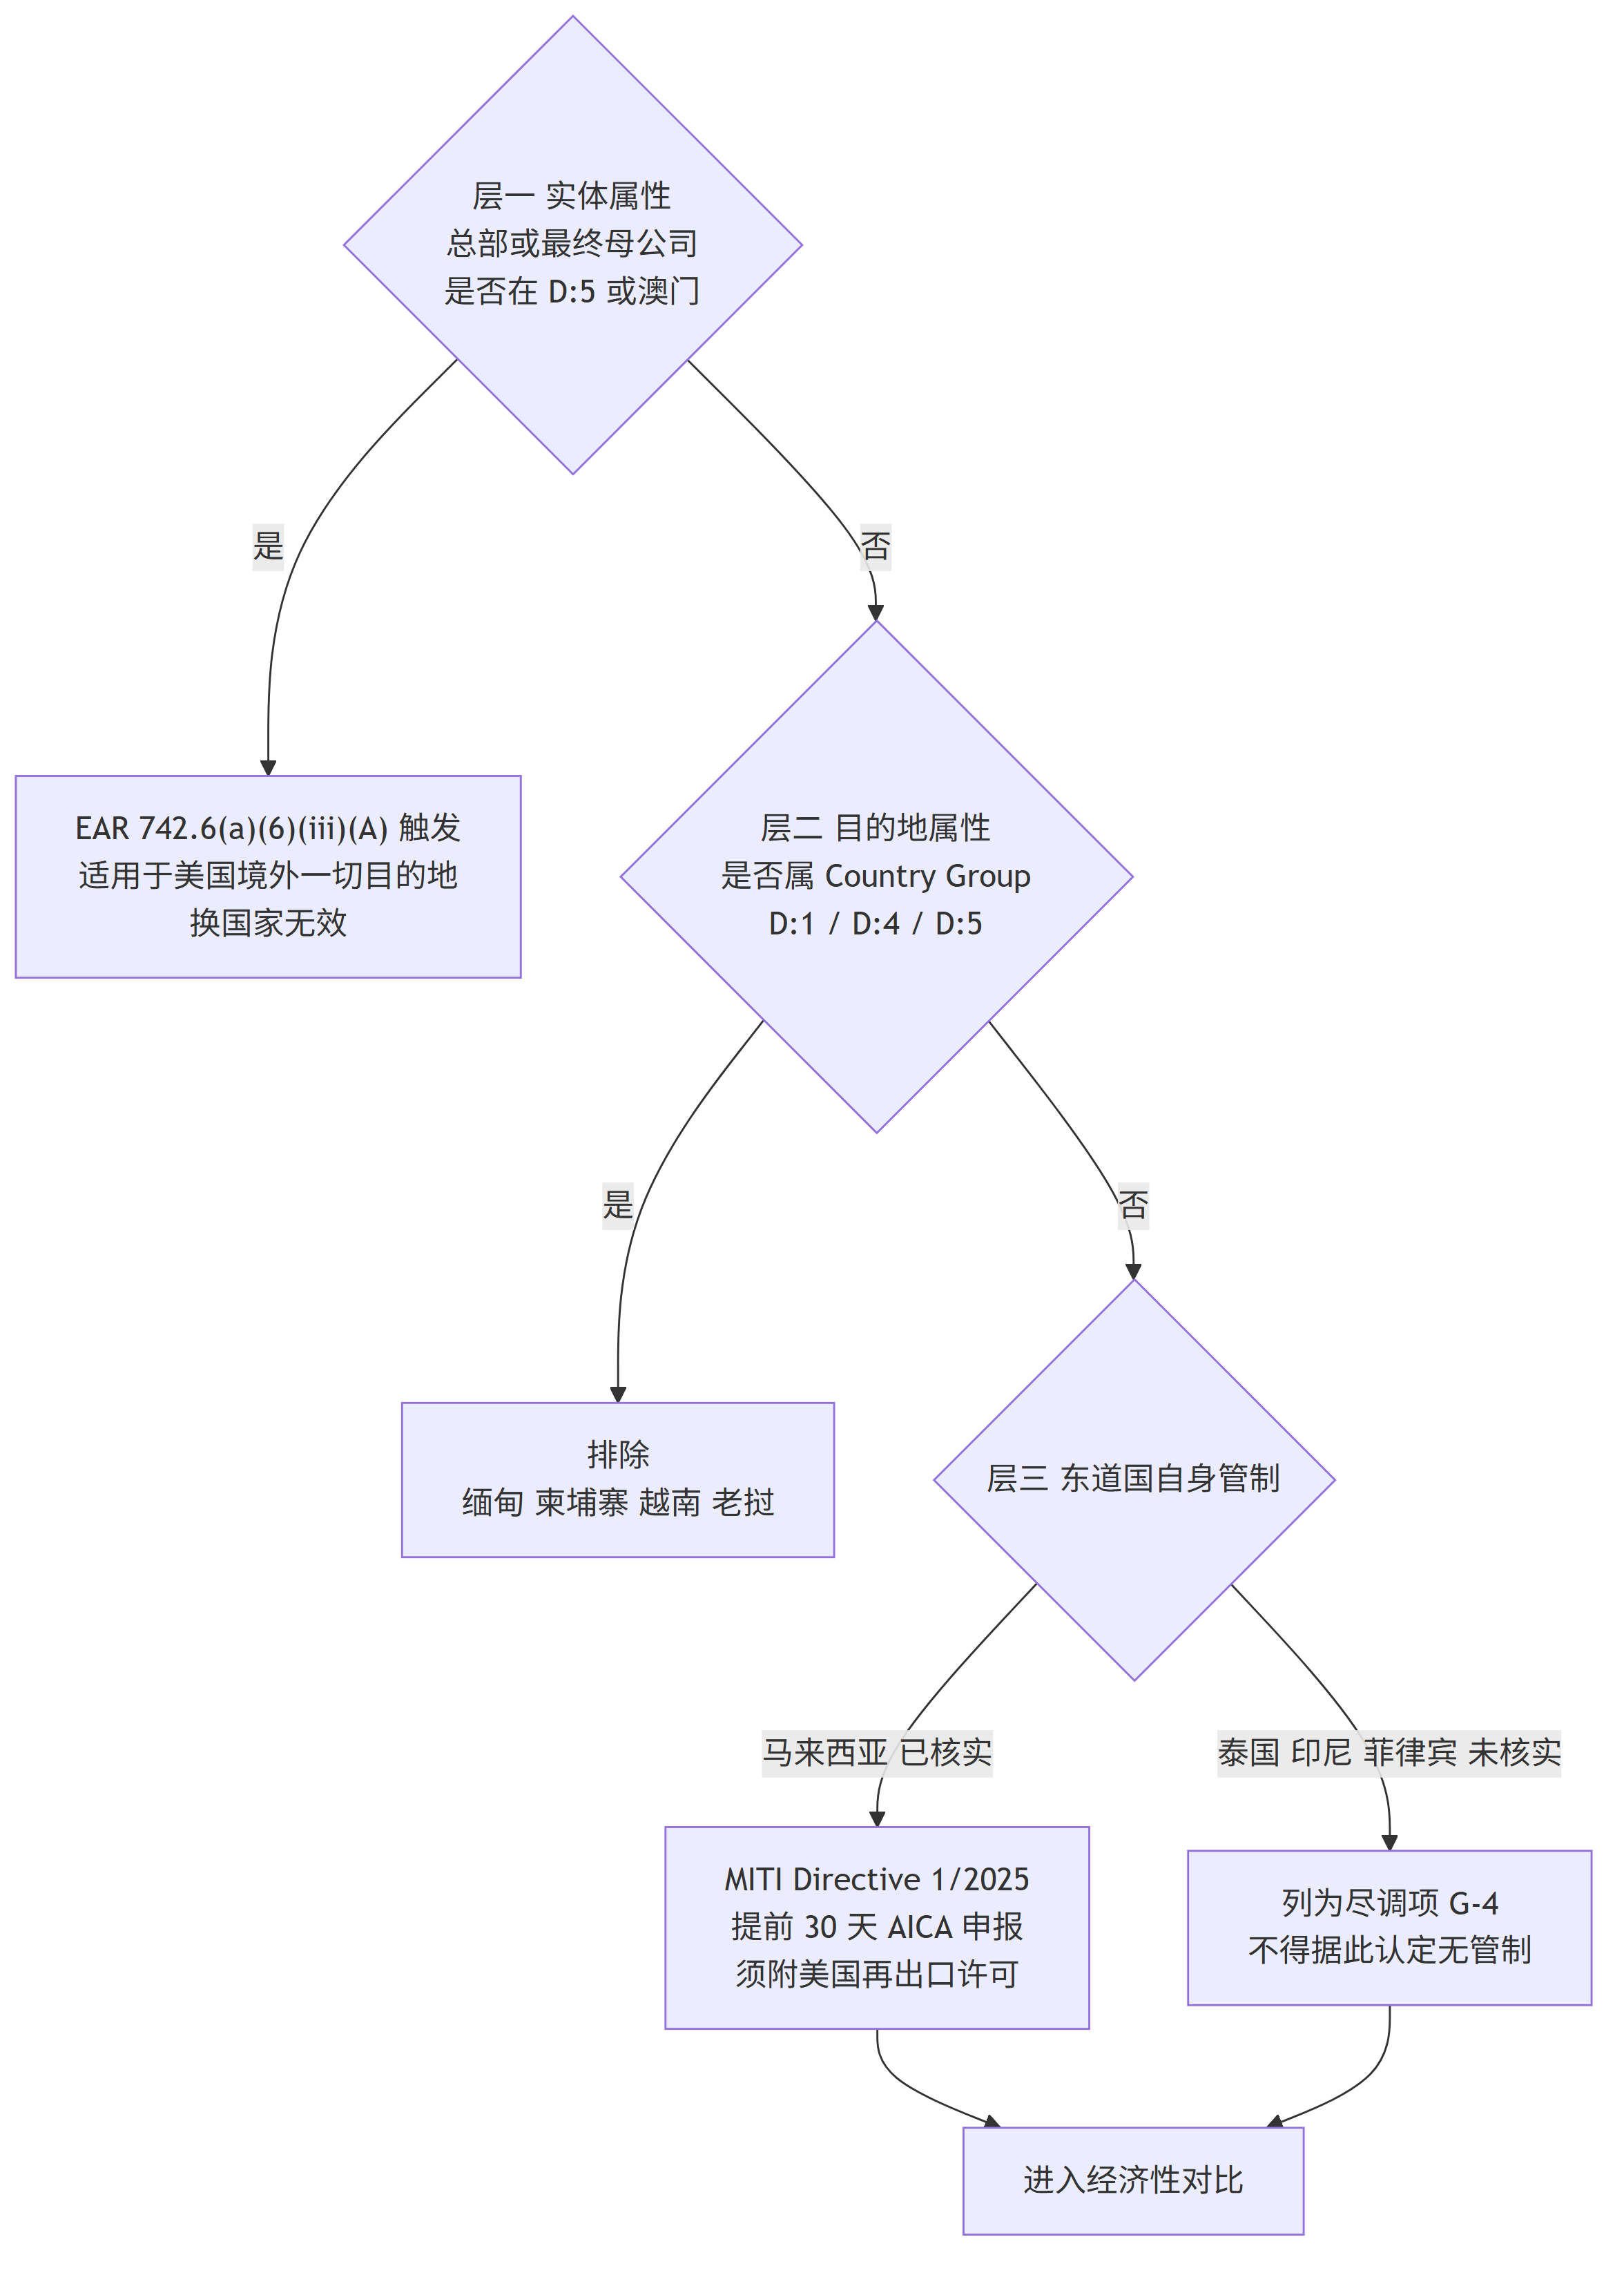 层一 实体属性
总部或最终母公司
是否在 D:5 或澳门
是
否
EAR 742.6(a)(6)(iii)(A) 触发
适用于美国境外一切目的地
换国家无效
层二 目的地属性
是否属 Country Group
D:1 / D:4 / D:5
是
否
排除
缅甸 柬埔寨 越南 老挝
层三 东道国自身管制
马来西亚 已核实
泰国 印尼 菲律宾 未核实
MITI Directive 1/2025
提前 30 天 AICA 申报
须附美国再出口许可
列为尽调项 G-4
不得据此认定无管制
进入经济性对比